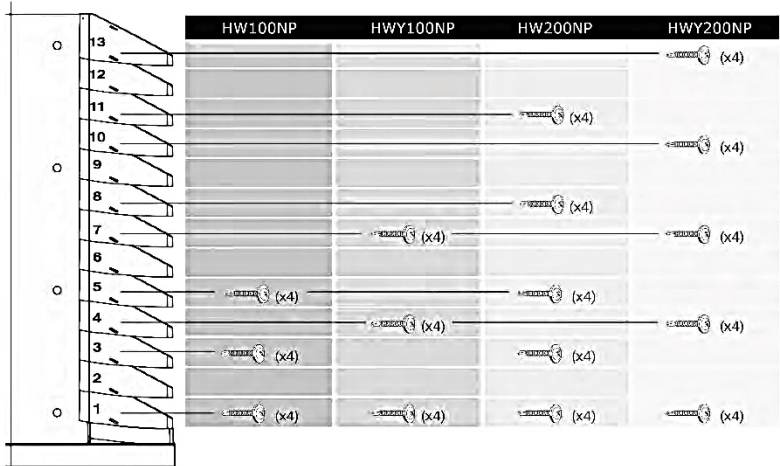 HW100NP HWY100NP HW200NP HWY200NP
13 (x4)
12
11 (x4)
10 (x4)
9
8 (x4)
7 (x4) (x4)
6
5 (x4) (x4)
4 (x4) (x4)
3 (x4) (x4)
2
1 (x4) (x4) (x4) (x4)